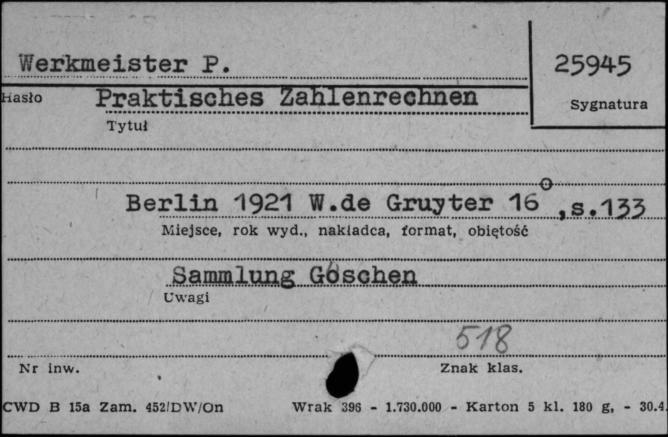 Werkmeister P.
25945
Hasło
Praktisches Zahlenrechnen
Sygnatura
Tytuł
Berlin 1921 W.de Gruyter 16°,s.133
Miejsce, rok wyd., nakładca, format, objętość
Sammlung Göschen
Uwagi
518
Nr inw.
Znak klas.
CWD B 15a Zam. 452/DW/On
Wrak 396 - 1.730.000 - Karton 5 kl. 180 g, - 30.4.